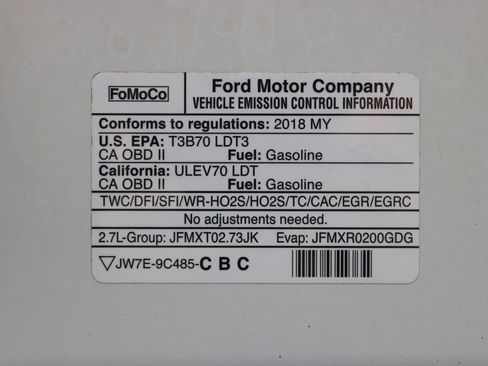 FoMoCo
Ford Motor Company
VEHICLE EMISSION CONTROL INFORMATION
Conforms to regulations: 2018 MY
U.S. EPA: T3B70 LDT3
CA OBD II Fuel: Gasoline
California: ULEV70 LDT
CA OBD II Fuel: Gasoline
TWC/DFI/SFI/WR-HO2S/HO2S/TC/CAC/EGR/EGRC
No adjustments needed.
2.7L-Group: JFMXT02.73JK Evap: JFMXR0200GDG
JW7E-9C485-C B C